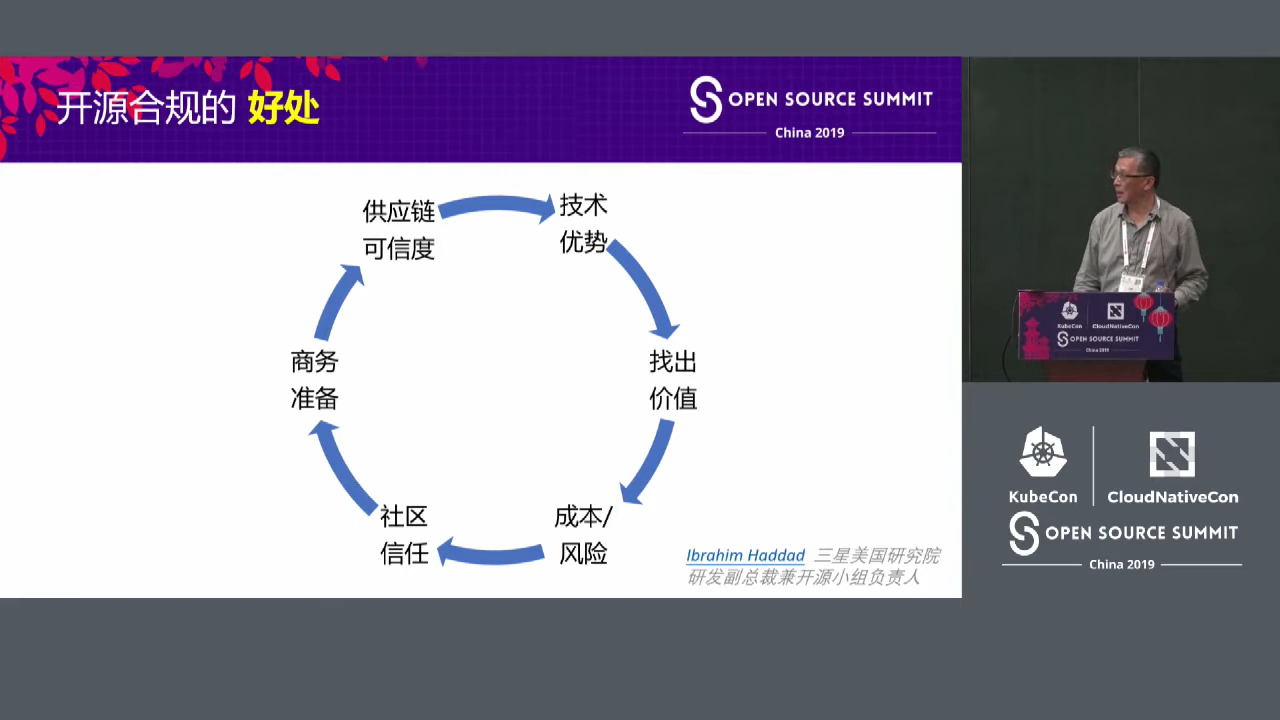 开源合规的 好处
OPEN SOURCE SUMMIT
China 2019
供应链
可信度
技术
优势
找出
价值
成本/
风险
社区
信任
商务
准备
Ibrahim Haddad 三星美国研究院
研发副总裁兼开源小组负责人
KubeCon
CloudNativeCon
OPEN SOURCE SUMMIT
China 2019
KubeCon
CloudNativeCon
OPEN SOURCE SUMMIT
China 2019